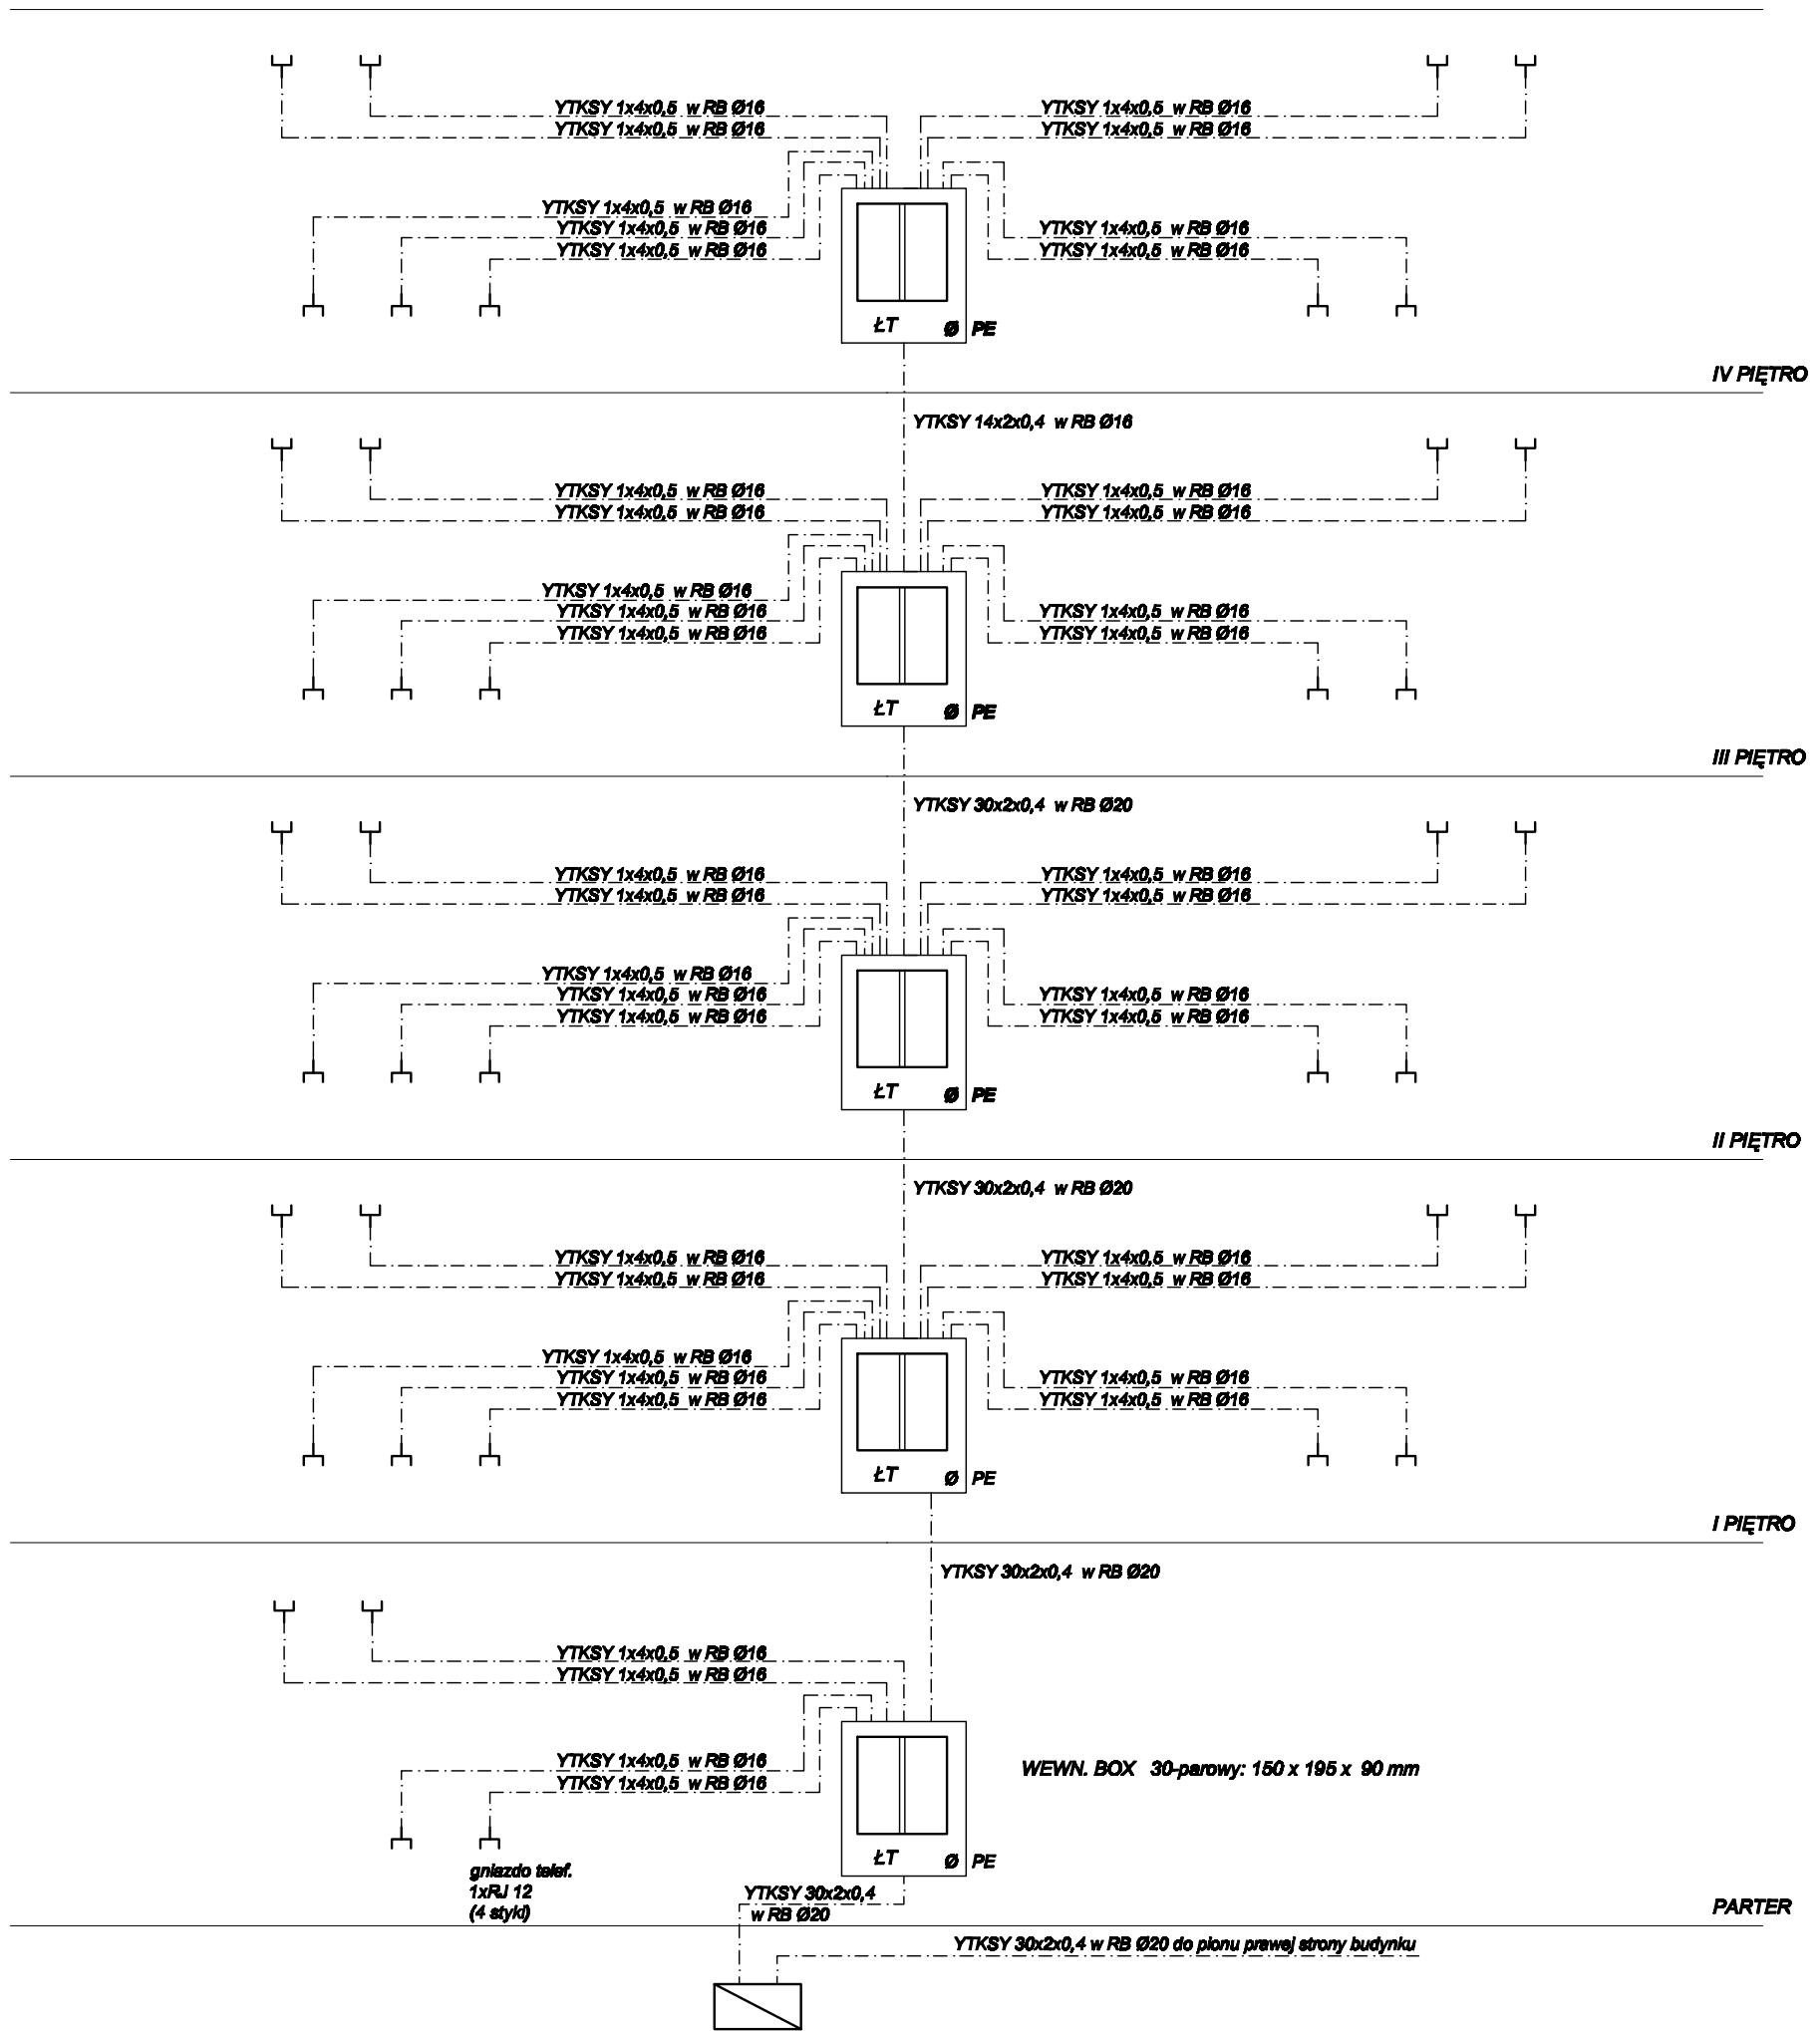 YTKSY 1x4x0,5 w RB Ø16
YTKSY 1x4x0,5 w RB Ø16
YTKSY 1x4x0,5 w RB Ø16
YTKSY 1x4x0,5 w RB Ø16
YTKSY 1x4x0,5 w RB Ø16
YTKSY 1x4x0,5 w RB Ø16
YTKSY 1x4x0,5 w RB Ø16
YTKSY 1x4x0,5 w RB Ø16
YTKSY 1x4x0,5 w RB Ø16
ŁT Ø PE
IV PIĘTRO
YTKSY 14x2x0,4 w RB Ø16
YTKSY 1x4x0,5 w RB Ø16
YTKSY 1x4x0,5 w RB Ø16
YTKSY 1x4x0,5 w RB Ø16
YTKSY 1x4x0,5 w RB Ø16
YTKSY 1x4x0,5 w RB Ø16
YTKSY 1x4x0,5 w RB Ø16
YTKSY 1x4x0,5 w RB Ø16
YTKSY 1x4x0,5 w RB Ø16
YTKSY 1x4x0,5 w RB Ø16
ŁT Ø PE
III PIĘTRO
YTKSY 30x2x0,4 w RB Ø20
YTKSY 1x4x0,5 w RB Ø16
YTKSY 1x4x0,5 w RB Ø16
YTKSY 1x4x0,5 w RB Ø16
YTKSY 1x4x0,5 w RB Ø16
YTKSY 1x4x0,5 w RB Ø16
YTKSY 1x4x0,5 w RB Ø16
YTKSY 1x4x0,5 w RB Ø16
YTKSY 1x4x0,5 w RB Ø16
YTKSY 1x4x0,5 w RB Ø16
ŁT Ø PE
II PIĘTRO
YTKSY 30x2x0,4 w RB Ø20
YTKSY 1x4x0,5 w RB Ø16
YTKSY 1x4x0,5 w RB Ø16
YTKSY 1x4x0,5 w RB Ø16
YTKSY 1x4x0,5 w RB Ø16
YTKSY 1x4x0,5 w RB Ø16
YTKSY 1x4x0,5 w RB Ø16
YTKSY 1x4x0,5 w RB Ø16
YTKSY 1x4x0,5 w RB Ø16
YTKSY 1x4x0,5 w RB Ø16
ŁT Ø PE
I PIĘTRO
YTKSY 30x2x0,4 w RB Ø20
YTKSY 1x4x0,5 w RB Ø16
YTKSY 1x4x0,5 w RB Ø16
YTKSY 1x4x0,5 w RB Ø16
YTKSY 1x4x0,5 w RB Ø16
WEWN. BOX 30-parowy: 150 x 195 x 90 mm
ŁT Ø PE
gniazdo telef.
1xRJ 12
(4 styki)
YTKSY 30x2x0,4
w RB Ø20
PARTER
YTKSY 30x2x0,4 w RB Ø20 do pionu prawej strony budynku